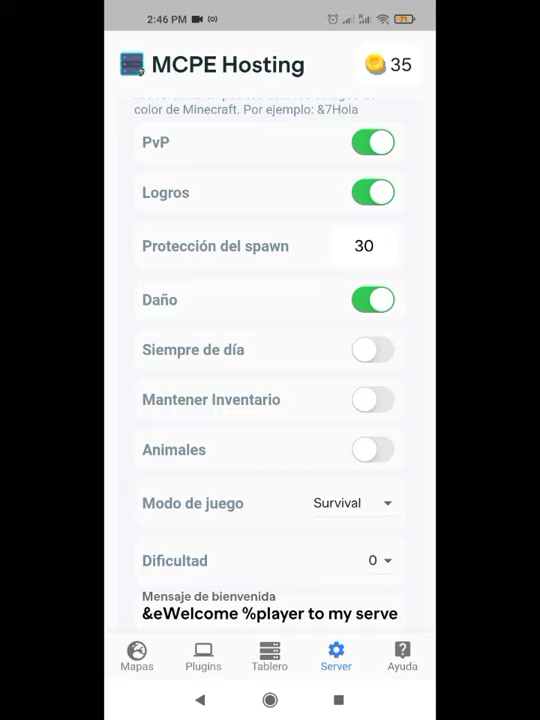 2:46 PM
71
MCPE Hosting
35
color de Minecraft. Por ejemplo: &7Hola
PvP
Logros
Protección del spawn
30
Daño
Siempre de día
Mantener Inventario
Animales
Modo de juego
Survival
Dificultad
0
Mensaje de bienvenida
&eWelcome %player to my serve
Mapas
Plugins
Tablero
Server
Ayuda